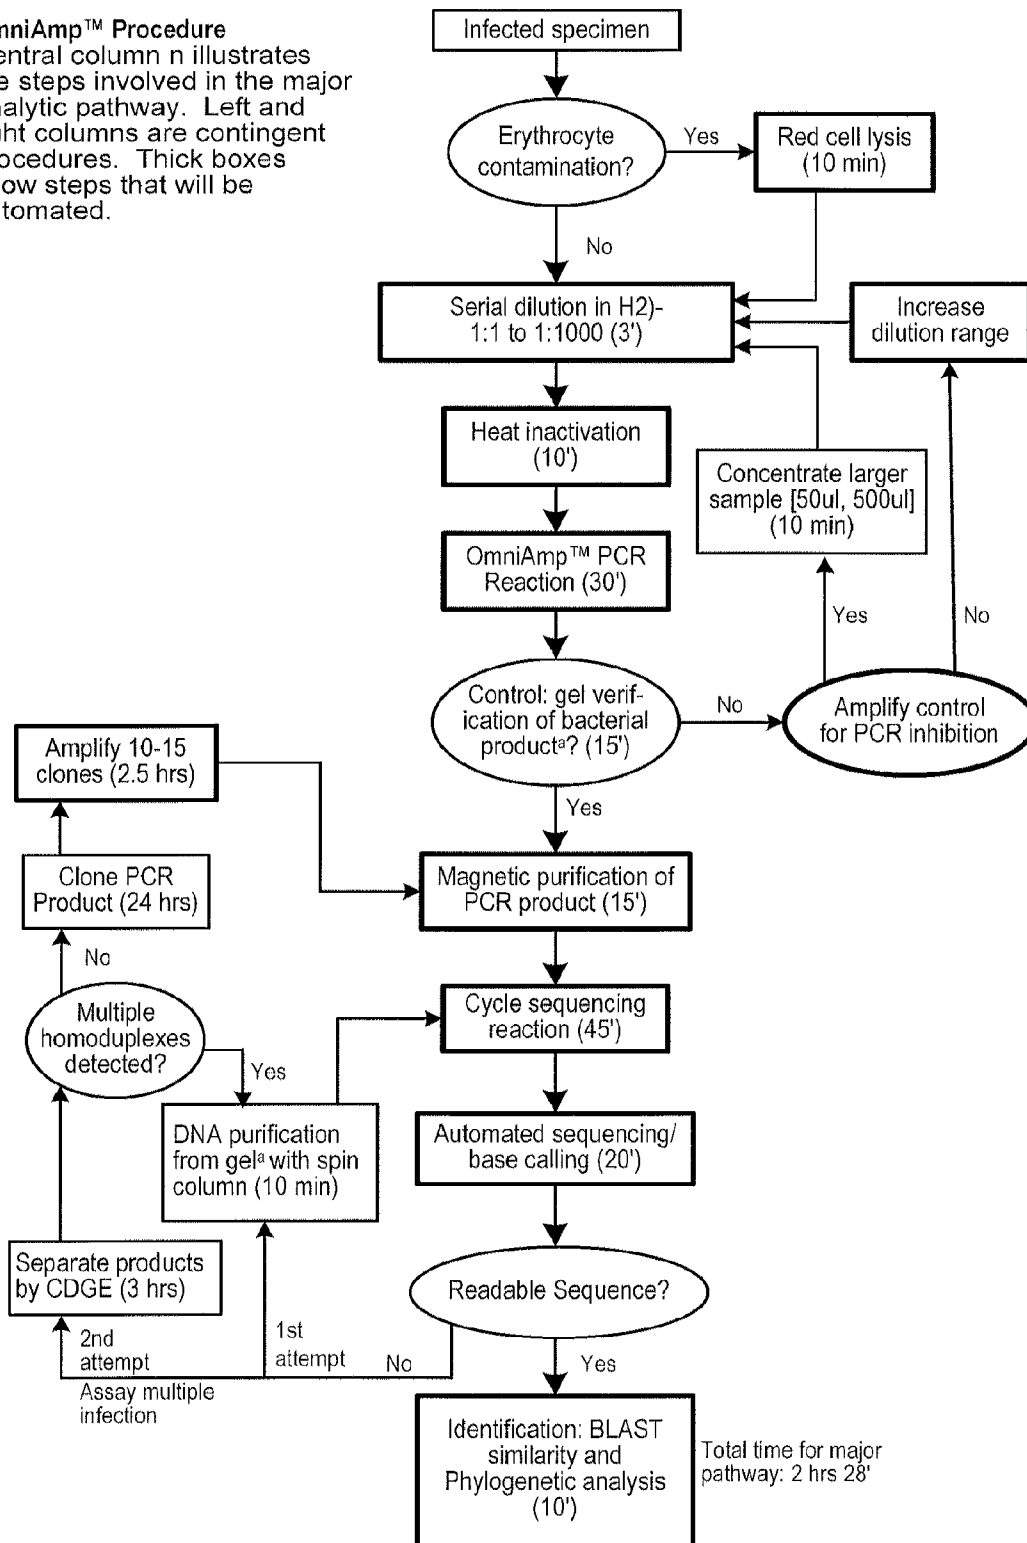 mniAmp™ Procedure
entral column n illustrates
e steps involved in the major
alytic pathway. Left and
ht columns are contingent
ocedures. Thick boxes
ow steps that will be
tomated.
Infected specimen
Erythrocyte
contamination?
Yes
Red cell lysis
(10 min)
No
Serial dilution in H2)-
1:1 to 1:1000 (3')
Increase
dilution range
Heat inactivation
(10')
Concentrate larger
sample [50ul, 500ul]
(10 min)
OmniAmp™ PCR
Reaction (30')
Yes
No
Control: gel verif-
ication of bacterial
productª? (15')
No
Amplify control
for PCR inhibition
Amplify 10-15
clones (2.5 hrs)
Yes
Clone PCR
Product (24 hrs)
Magnetic purification of
PCR product (15')
No
Multiple
homoduplexes
detected?
Cycle sequencing
reaction (45')
Yes
DNA purification
from gelª with spin
column (10 min)
Automated sequencing/
base calling (20')
Separate products
by CDGE (3 hrs)
Readable Sequence?
2nd
attempt
1st
attempt
No
Yes
Assay multiple
infection
Identification: BLAST
similarity and
Phylogenetic analysis
(10')
Total time for major
pathway: 2 hrs 28'